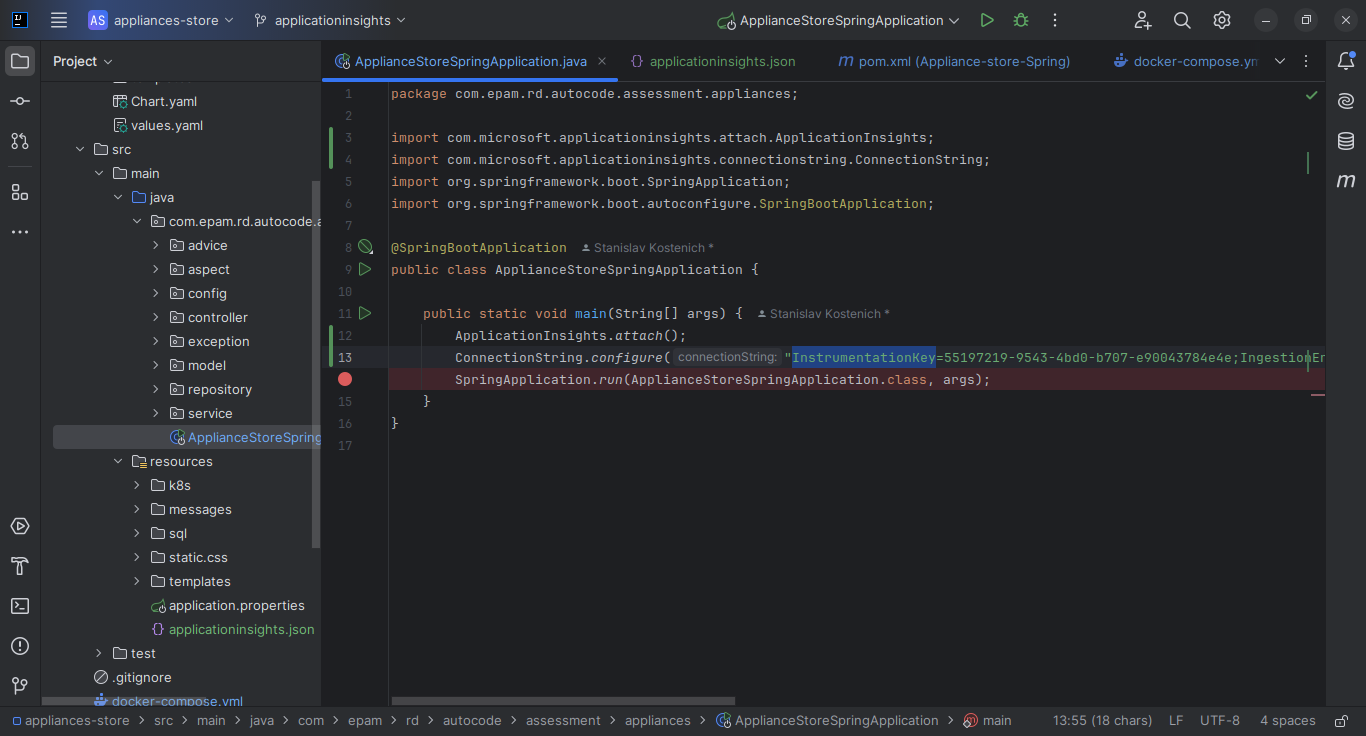 AS appliances-store applicationinsights ApplianceStoreSpringApplication
Project
ApplianceStoreSpringApplication.java applicationinsights.json pom.xml (Appliance-store-Spring) docker-compose.ym
Chart.yaml
values.yaml
src
main
java
com.epam.rd.autocode.a
advice
aspect
config
controller
exception
model
repository
service
ApplianceStoreSpring
resources
k8s
messages
sql
static.css
templates
application.properties
applicationinsights.json
test
.gitignore
docker-compose.yml
1 package com.epam.rd.autocode.assessment.appliances;
2
3 import com.microsoft.applicationinsights.attach.ApplicationInsights;
4 import com.microsoft.applicationinsights.connectionstring.ConnectionString;
5 import org.springframework.boot.SpringApplication;
6 import org.springframework.boot.autoconfigure.SpringBootApplication;
7
8 @SpringBootApplication Stanislav Kostenich *
9 public class ApplianceStoreSpringApplication {
10
11 public static void main(String[] args) { Stanislav Kostenich *
12 ApplicationInsights.attach();
13 ConnectionString.configure( connectionString: "InstrumentationKey=55197219-9543-4bd0-b707-e90043784e4e;IngestionEn
SpringApplication.run(ApplianceStoreSpringApplication.class, args);
15 }
16 }
17
appliances-store > src > main > java > com > epam > rd > autocode > assessment > appliances > ApplianceStoreSpringApplication > main 13:55 (18 chars) LF UTF-8 4 spaces